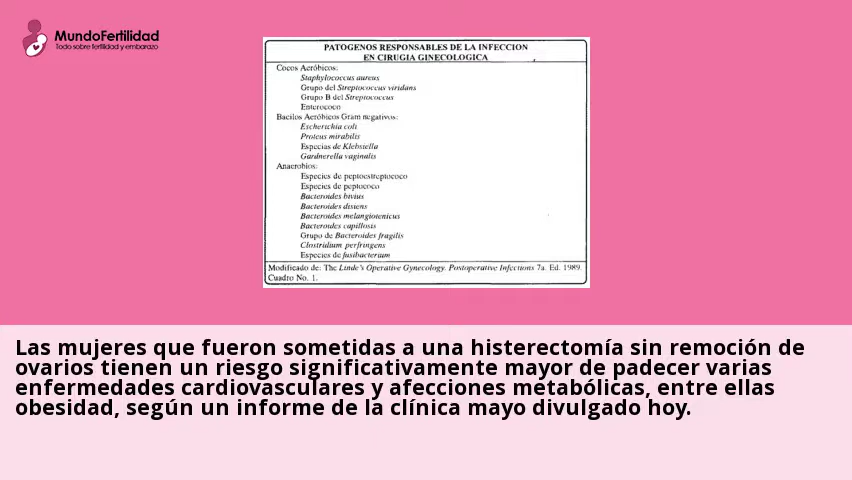 MundoFertilidad
Todo sobre fertilidad y embarazo
PATOGENOS RESPONSABLES DE LA INFECCION
EN CIRUGIA GINECOLOGICA
Cocos Aeróbicos:
Staphylococcus aureus
Grupo del Streptococcus viridans
Grupo B del Streptococcus
Enterococo
Bacilos Aeróbicos Gram negativos:
Escherichia coli
Proteus mirabilis
Especias de Klebsiella
Gardnerella vaginalis
Anaerobios:
Especies de peptoestreptococo
Especies de peptococo
Bacteroides bivius
Bacteroides disiens
Bacteroides melangiotenicus
Bacteroides capillosis
Grupo de Bacteroides fragilis
Clostridium perfringens
Especies de fusibacterium
Modificado de: The Linde's Operative Gynecology. Postoperative Infections 7a. Ed. 1989.
Cuadro No. 1.
Las mujeres que fueron sometidas a una histerectomía sin remoción de
ovarios tienen un riesgo significativamente mayor de padecer varias
enfermedades cardiovasculares y afecciones metabólicas, entre ellas
obesidad, según un informe de la clínica mayo divulgado hoy.